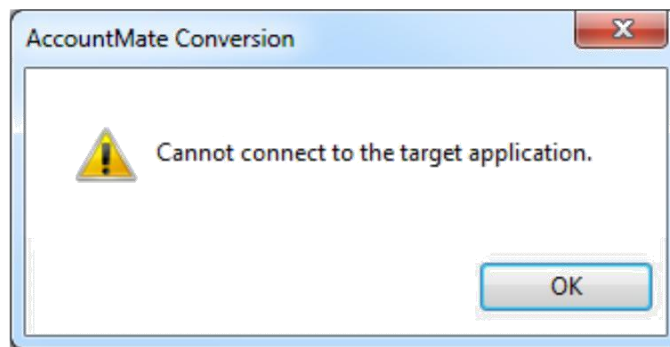 AccountMate Conversion
Cannot connect to the target application.
OK